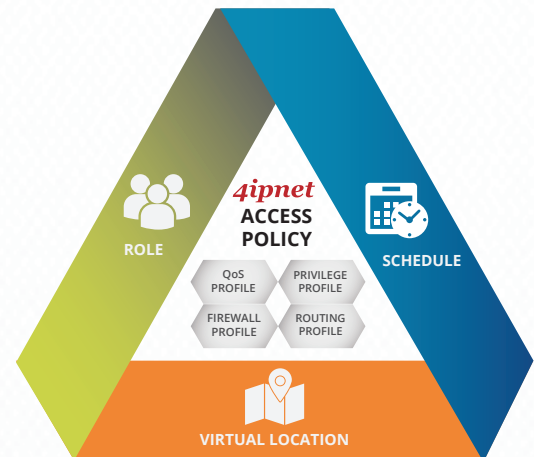 4ipnet
ACCESS
POLICY
ROLE
SCHEDULE
QoS
PROFILE
PRIVILEGE
PROFILE
FIREWALL
PROFILE
ROUTING
PROFILE
VIRTUAL LOCATION